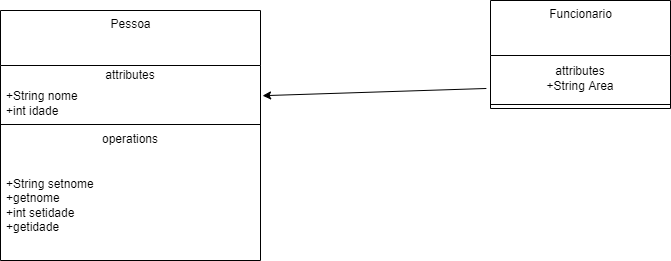 Pessoa
attributes
+String nome
+int idade
operations
+String setnome
+getnome
+int setidade
+getidade
Funcionario
attributes
+String Area